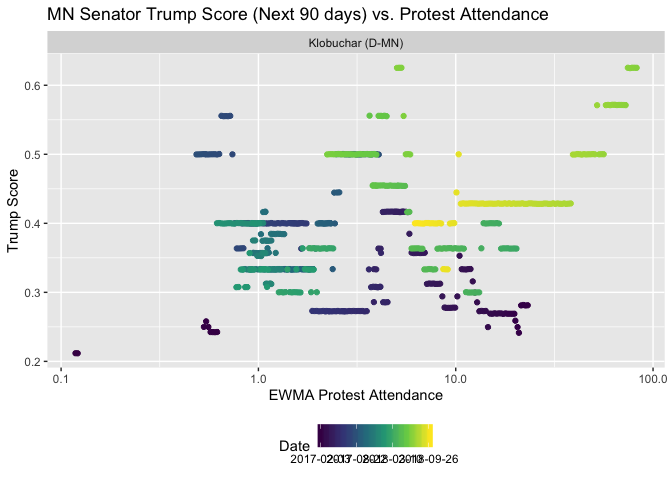 MN Senator Trump Score (Next 90 days) vs. Protest Attendance
Klobuchar (D-MN)
0.6
0.5
0.4
0.3
0.2
Trump Score
0.1
1.0
10.0
100.0
EWMA Protest Attendance
Date